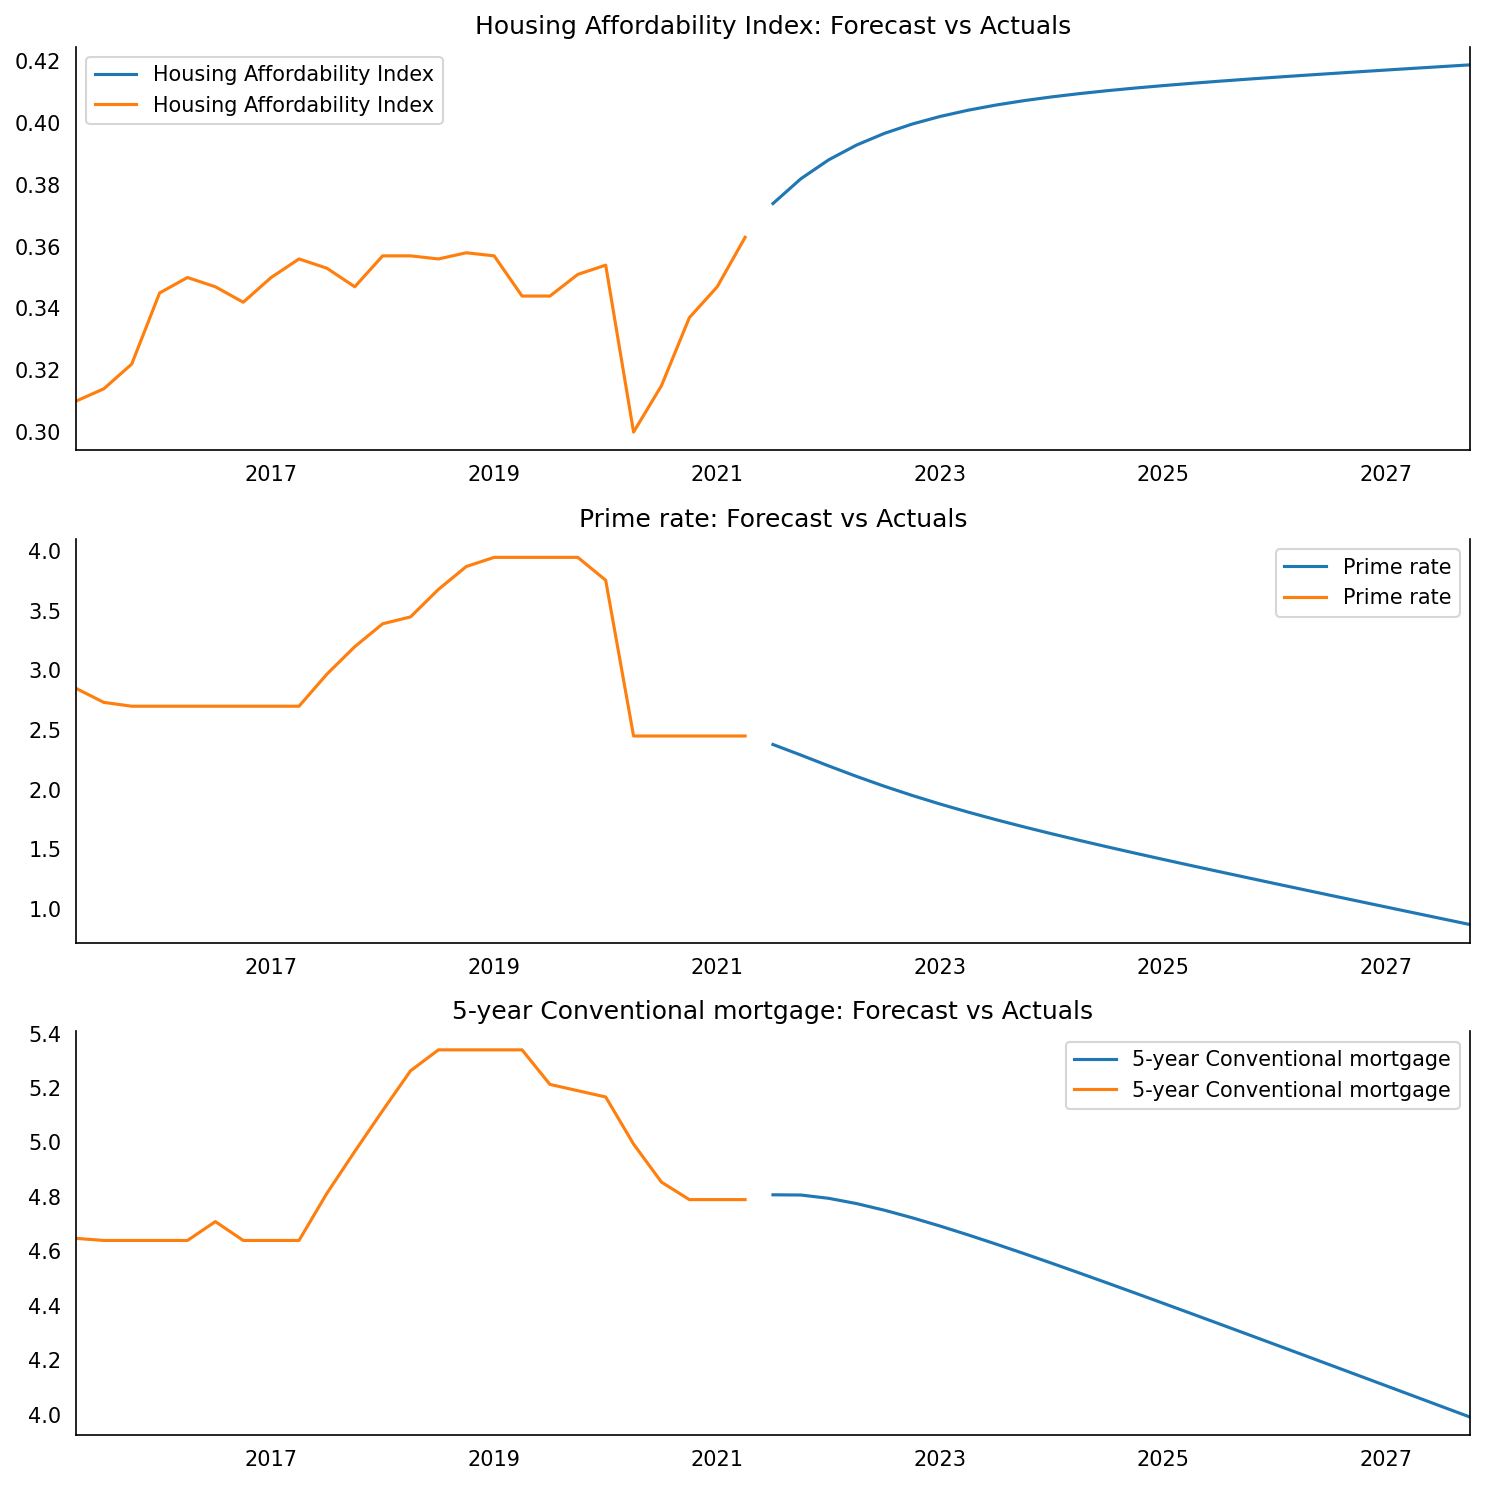 Housing Affordability Index: Forecast vs Actuals
0.42
0.40
0.38
0.36
0.34
0.32
0.30
Housing Affordability Index
Housing Affordability Index
2017 2019 2021 2023 2025 2027
Prime rate: Forecast vs Actuals
4.0
3.5
3.0
2.5
2.0
1.5
1.0
Prime rate
Prime rate
2017 2019 2021 2023 2025 2027
5-year Conventional mortgage: Forecast vs Actuals
5.4
5.2
5.0
4.8
4.6
4.4
4.2
4.0
5-year Conventional mortgage
5-year Conventional mortgage
2017 2019 2021 2023 2025 2027